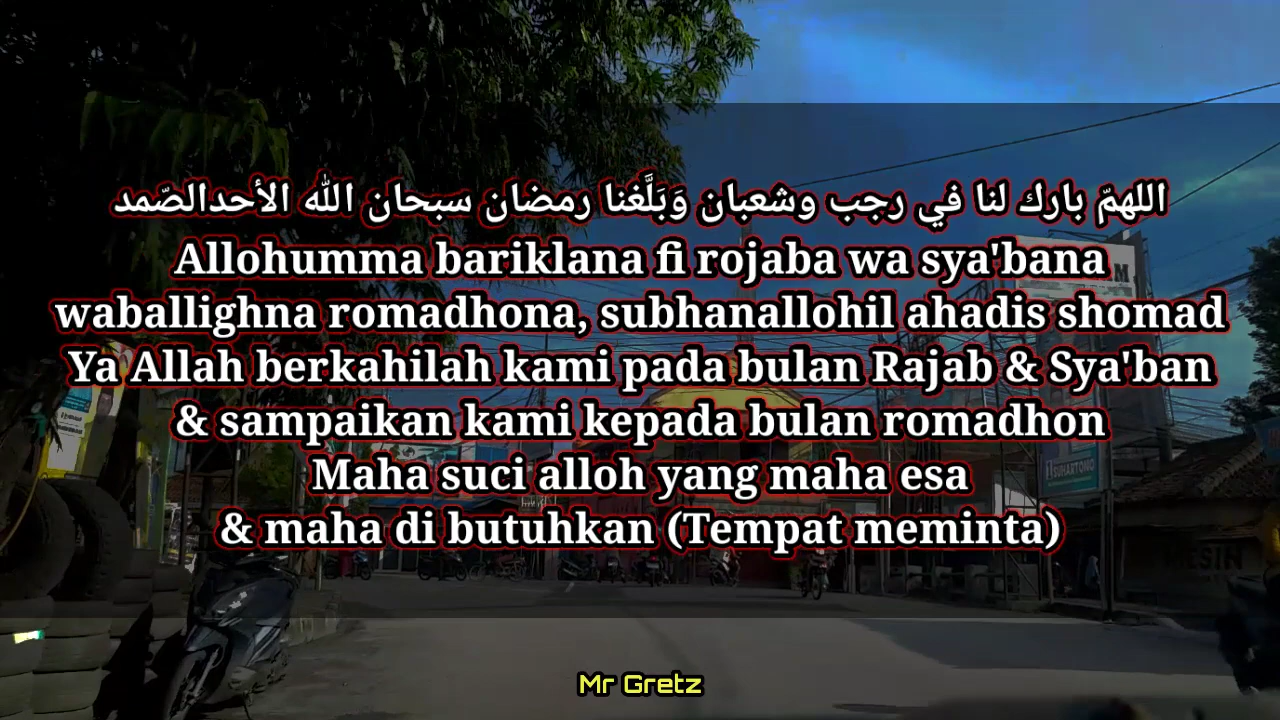 اللهمّ بارك لنا في رجب وشعبان وَبَلَّغنا رمضان سبحان الله الأحدالصّمد
Allohumma bariklana fi rojaba wa sya'bana
waballighna romadhona, subhanallohil ahadis shomad
Ya Allah berkahilah kami pada bulan Rajab & Sya'ban
& sampaikan kami kepada bulan romadhon
Maha suci alloh yang maha esa
& maha di butuhkan (Tempat meminta)
SUHARTONO
MESIN
Mr Gretz